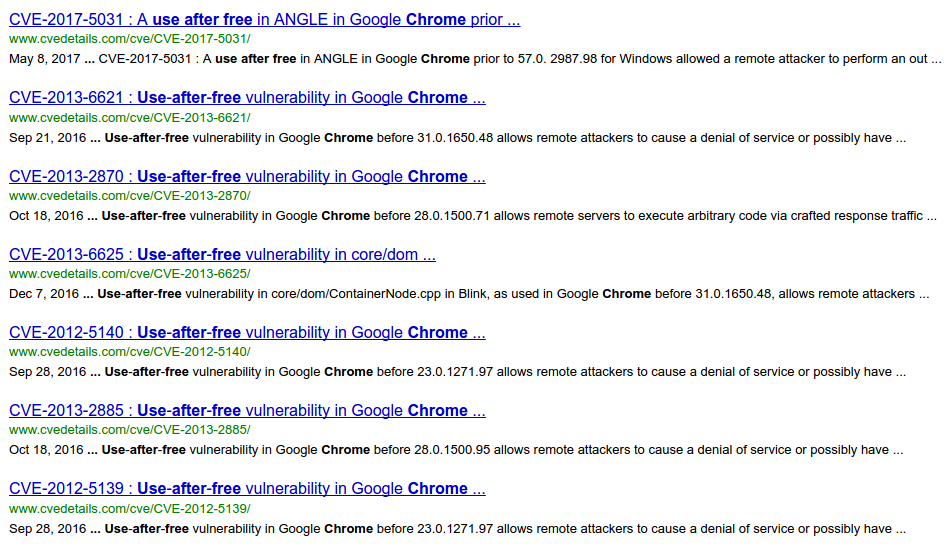 CVE-2017-5031 : A use after free in ANGLE in Google Chrome prior ...
www.cvedetails.com/cve/CVE-2017-5031/
May 8, 2017 ... CVE-2017-5031 : A use after free in ANGLE in Google Chrome prior to 57.0. 2987.98 for Windows allowed a remote attacker to perform an out ...
CVE-2013-6621 : Use-after-free vulnerability in Google Chrome ...
www.cvedetails.com/cve/CVE-2013-6621/
Sep 21, 2016 ... Use-after-free vulnerability in Google Chrome before 31.0.1650.48 allows remote attackers to cause a denial of service or possibly have ...
CVE-2013-2870 : Use-after-free vulnerability in Google Chrome ...
www.cvedetails.com/cve/CVE-2013-2870/
Oct 18, 2016 ... Use-after-free vulnerability in Google Chrome before 28.0.1500.71 allows remote servers to execute arbitrary code via crafted response traffic ...
CVE-2013-6625 : Use-after-free vulnerability in core/dom ...
www.cvedetails.com/cve/CVE-2013-6625/
Dec 7, 2016 ... Use-after-free vulnerability in core/dom/ContainerNode.cpp in Blink, as used in Google Chrome before 31.0.1650.48, allows remote attackers ...
CVE-2012-5140 : Use-after-free vulnerability in Google Chrome ...
www.cvedetails.com/cve/CVE-2012-5140/
Sep 28, 2016 ... Use-after-free vulnerability in Google Chrome before 23.0.1271.97 allows remote attackers to cause a denial of service or possibly have ...
CVE-2013-2885 : Use-after-free vulnerability in Google Chrome ...
www.cvedetails.com/cve/CVE-2013-2885/
Oct 18, 2016 ... Use-after-free vulnerability in Google Chrome before 28.0.1500.95 allows remote attackers to cause a denial of service or possibly have ...
CVE-2012-5139 : Use-after-free vulnerability in Google Chrome ...
www.cvedetails.com/cve/CVE-2012-5139/
Sep 28, 2016 ... Use-after-free vulnerability in Google Chrome before 23.0.1271.97 allows remote attackers to cause a denial of service or possibly have ...